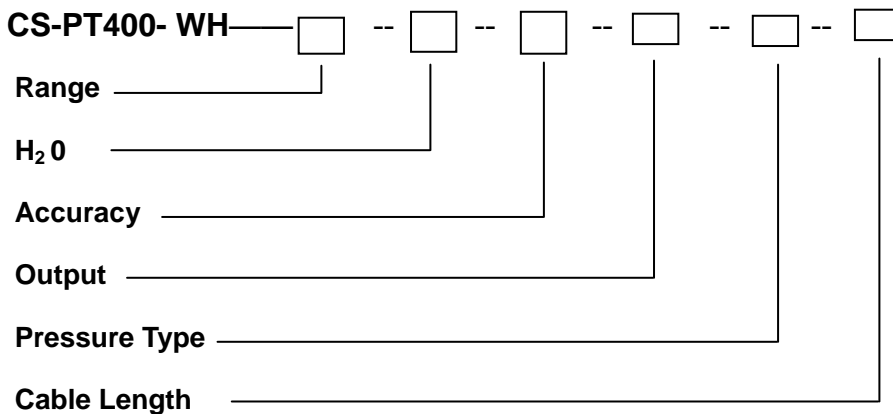 CS-PT400- WH—— -- -- -- -- --
Range
H₂ 0
Accuracy
Output
Pressure Type
Cable Length